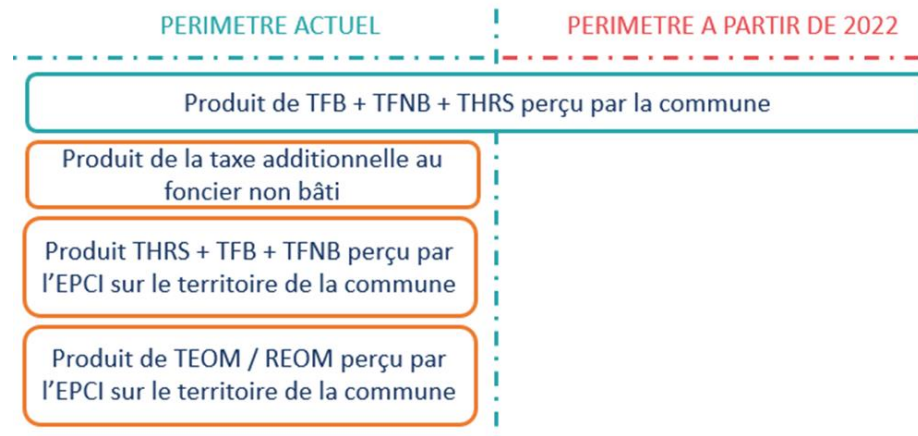 PERIMETRE ACTUEL
PERIMETRE A PARTIR DE 2022
Produit de TFB + TFNB + THRS perçu par la commune
Produit de la taxe additionnelle au
foncier non bâti
Produit THRS + TFB + TFNB perçu par
l’EPCI sur le territoire de la commune
Produit de TEOM / REOM perçu par
l’EPCI sur le territoire de la commune